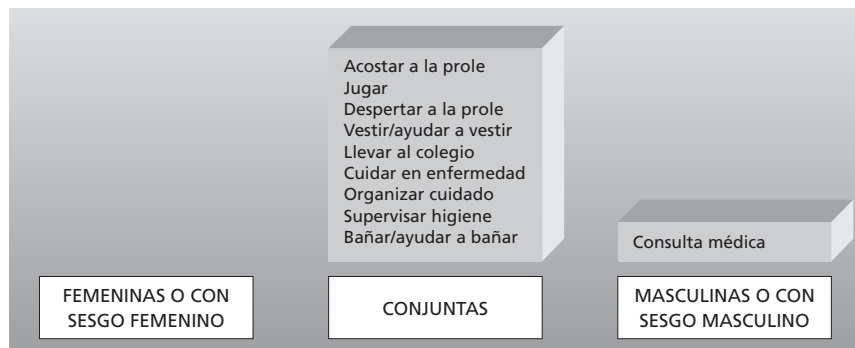 Acostar a la prole
Jugar
Despertar a la prole
Vestir/ayudar a vestir
Llevar al colegio
Cuidar en enfermedad
Organizar cuidado
Supervisar higiene
Bañar/ayudar a bañar
Consulta médica
FEMENINAS O CON
SESGO FEMENINO
CONJUNTAS
MASCULINAS O CON
SESGO MASCULINO